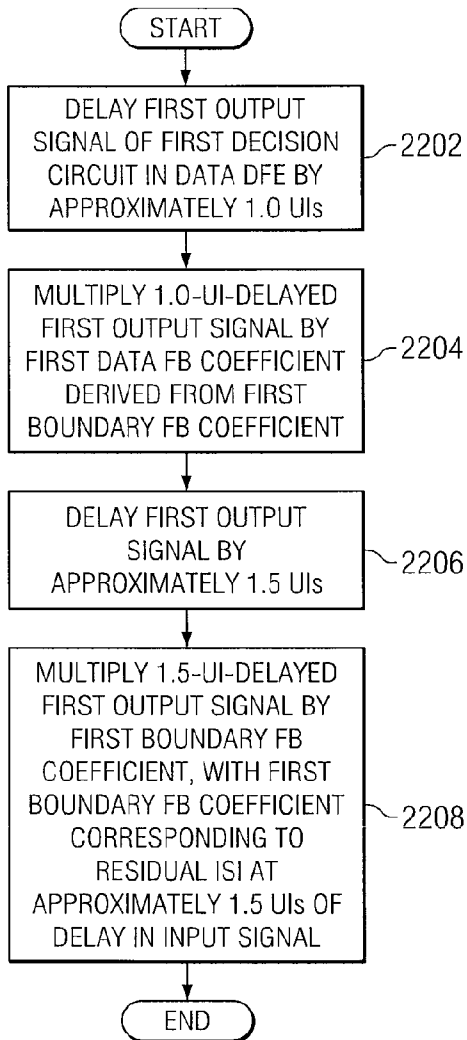 START
DELAY FIRST OUTPUT
SIGNAL OF FIRST DECISION
CIRCUIT IN DATA DFE BY
APPROXIMATELY 1.0 UIs
2202
MULTIPLY 1.0-UI-DELAYED
FIRST OUTPUT SIGNAL BY
FIRST DATA FB COEFFICIENT
DERIVED FROM FIRST
BOUNDARY FB COEFFICIENT
2204
DELAY FIRST OUTPUT
SIGNAL BY
APPROXIMATELY 1.5 UIs
2206
MULTIPLY 1.5-UI-DELAYED
FIRST OUTPUT SIGNAL BY
FIRST BOUNDARY FB
COEFFICIENT, WITH FIRST
BOUNDARY FB COEFFICIENT
CORRESPONDING TO
RESIDUAL ISI AT
APPROXIMATELY 1.5 UIs OF
DELAY IN INPUT SIGNAL
2208
END